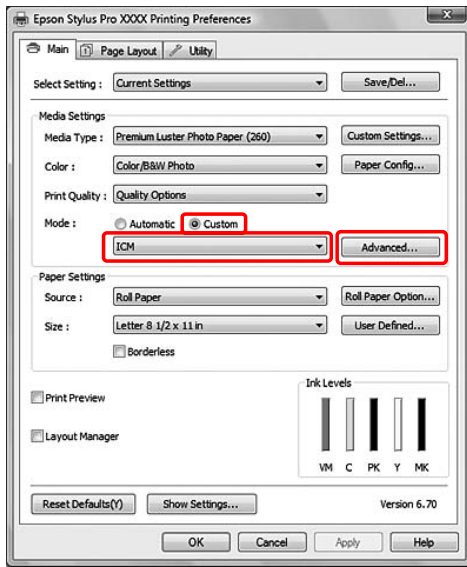 Epson Stylus Pro XXXX Printing Preferences
Main Page Layout Utility
Select Setting : Current Settings Save/Del...
Media Settings
Media Type : Premium Luster Photo Paper (260) Custom Settings...
Color : Color/B&W Photo Paper Config...
Print Quality : Quality Options
Mode : Automatic Custom
ICM Advanced...
Paper Settings
Source : Roll Paper Roll Paper Option...
Size : Letter 8 1/2 x 11 in User Defined...
Borderless
Print Preview
Layout Manager
Ink Levels
VM C PK Y MK
Reset Defaults(Y) Show Settings... Version 6.70
OK Cancel Apply Help